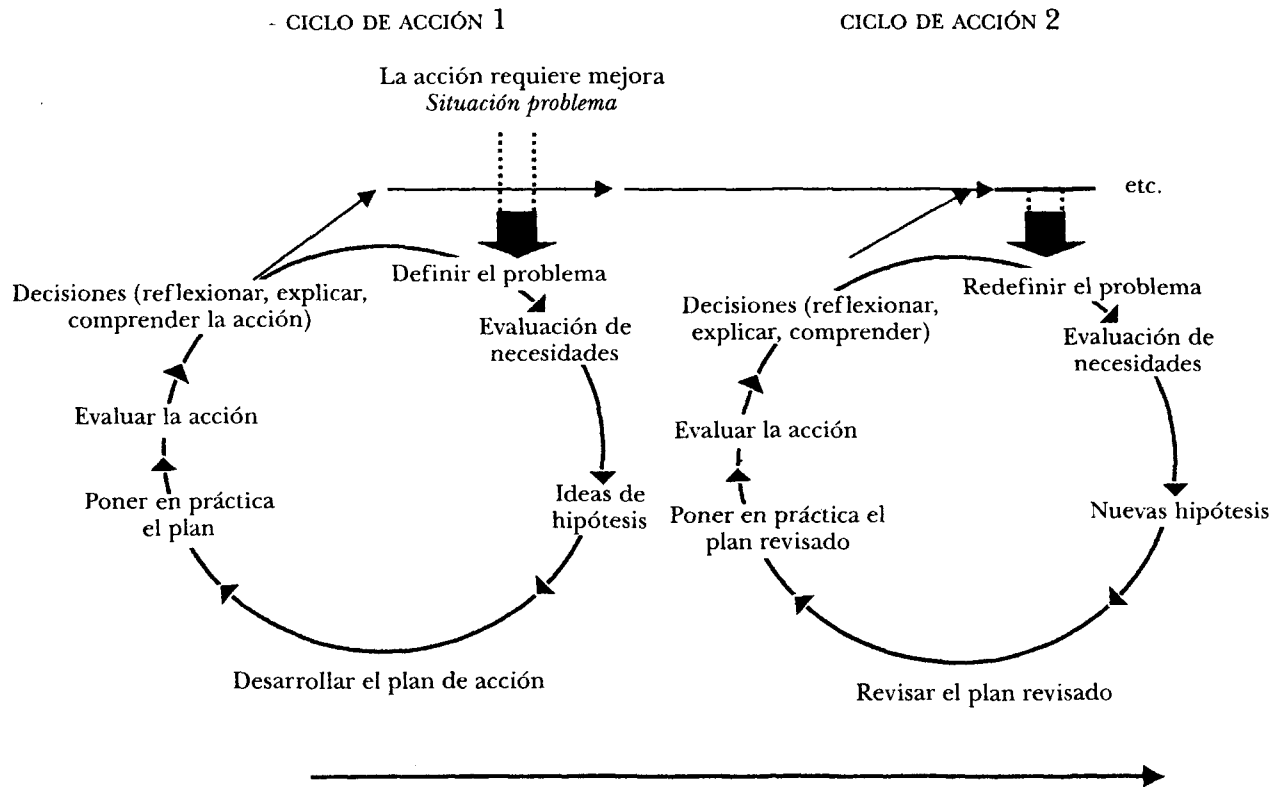 CICLO DE ACCIÓN 1
CICLO DE ACCIÓN 2
La acción requiere mejora
Situación problema
etc.
Definir el problema
Evaluación de
necesidades
Ideas de
hipótesis
Desarrollar el plan de acción
Poner en práctica
el plan
Evaluar la acción
Decisiones (reflexionar, explicar,
comprender la acción)
Redefinir el problema
Evaluación de
necesidades
Nuevas hipótesis
Revisar el plan revisado
Poner en práctica el
plan revisado
Evaluar la acción
Decisiones (reflexionar,
explicar, comprender)